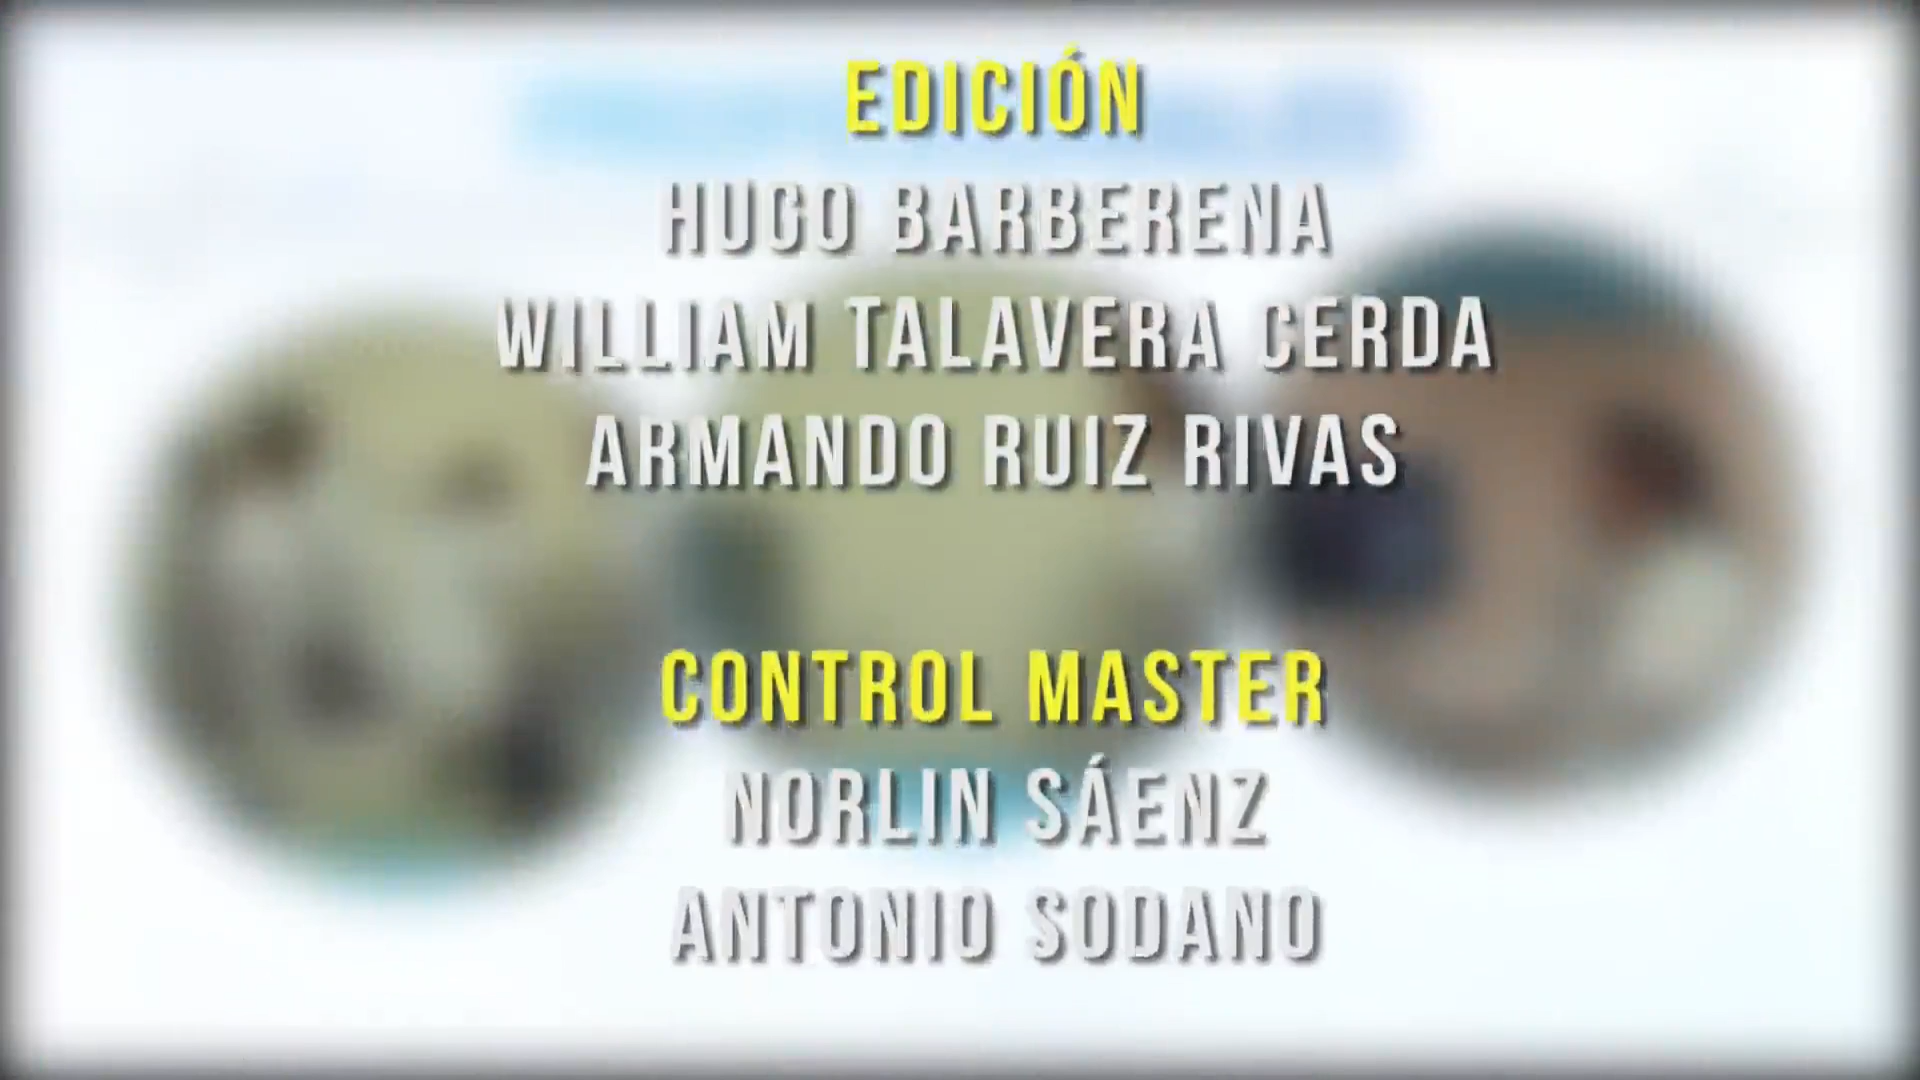 EDICIÓN
HUGO BARBERENA
WILLIAM TALAVERA CERDA
ARMANDO RUIZ RIVAS
CONTROL MASTER
NORLIN SÁENZ
ANTONIO SODANO